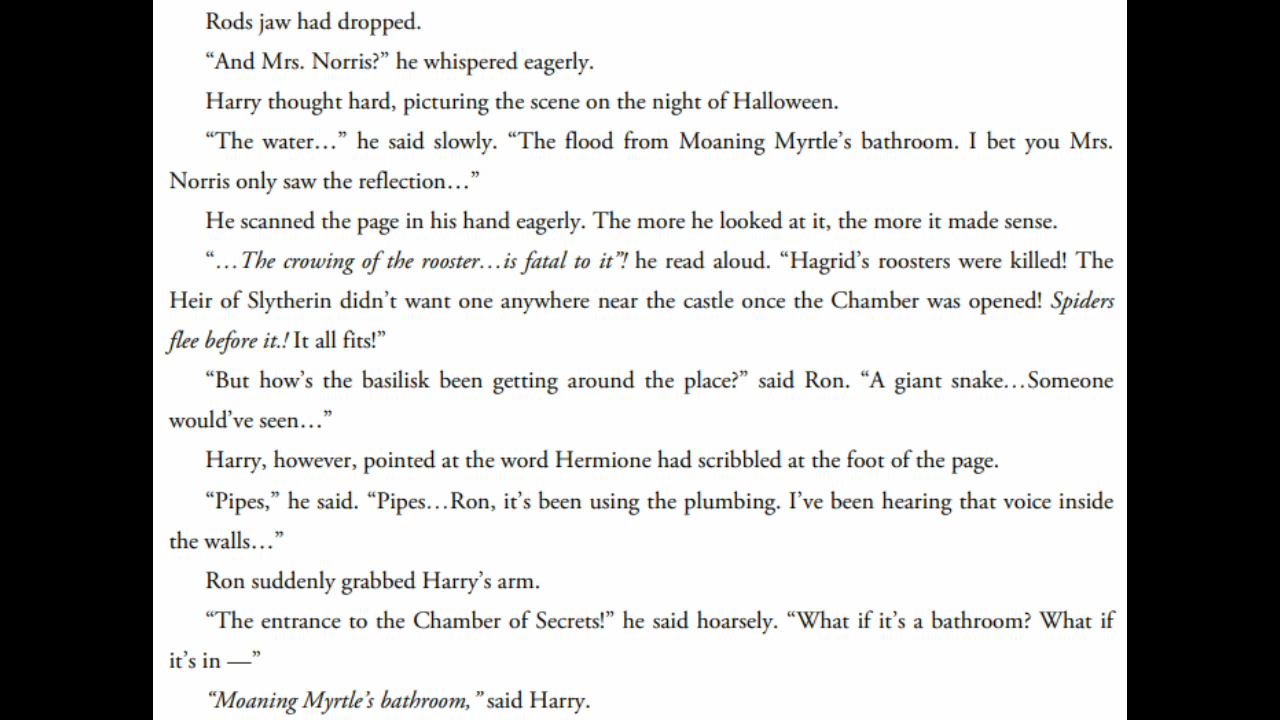 Rods jaw had dropped.
“And Mrs. Norris?” he whispered eagerly.
Harry thought hard, picturing the scene on the night of Halloween.
“The water…” he said slowly. “The flood from Moaning Myrtle’s bathroom. I bet you Mrs.
Norris only saw the reflection…”
He scanned the page in his hand eagerly. The more he looked at it, the more it made sense.
“…The crowing of the rooster…is fatal to it”! he read aloud. “Hagrid’s roosters were killed! The
Heir of Slytherin didn’t want one anywhere near the castle once the Chamber was opened! Spiders
flee before it.! It all fits!”
“But how’s the basilisk been getting around the place?” said Ron. “A giant snake…Someone
would’ve seen…”
Harry, however, pointed at the word Hermione had scribbled at the foot of the page.
“Pipes,” he said. “Pipes…Ron, it’s been using the plumbing. I’ve been hearing that voice inside
the walls…”
Ron suddenly grabbed Harry’s arm.
“The entrance to the Chamber of Secrets!” he said hoarsely. “What if it’s a bathroom? What if
it’s in —”
“Moaning Myrtle’s bathroom,” said Harry.